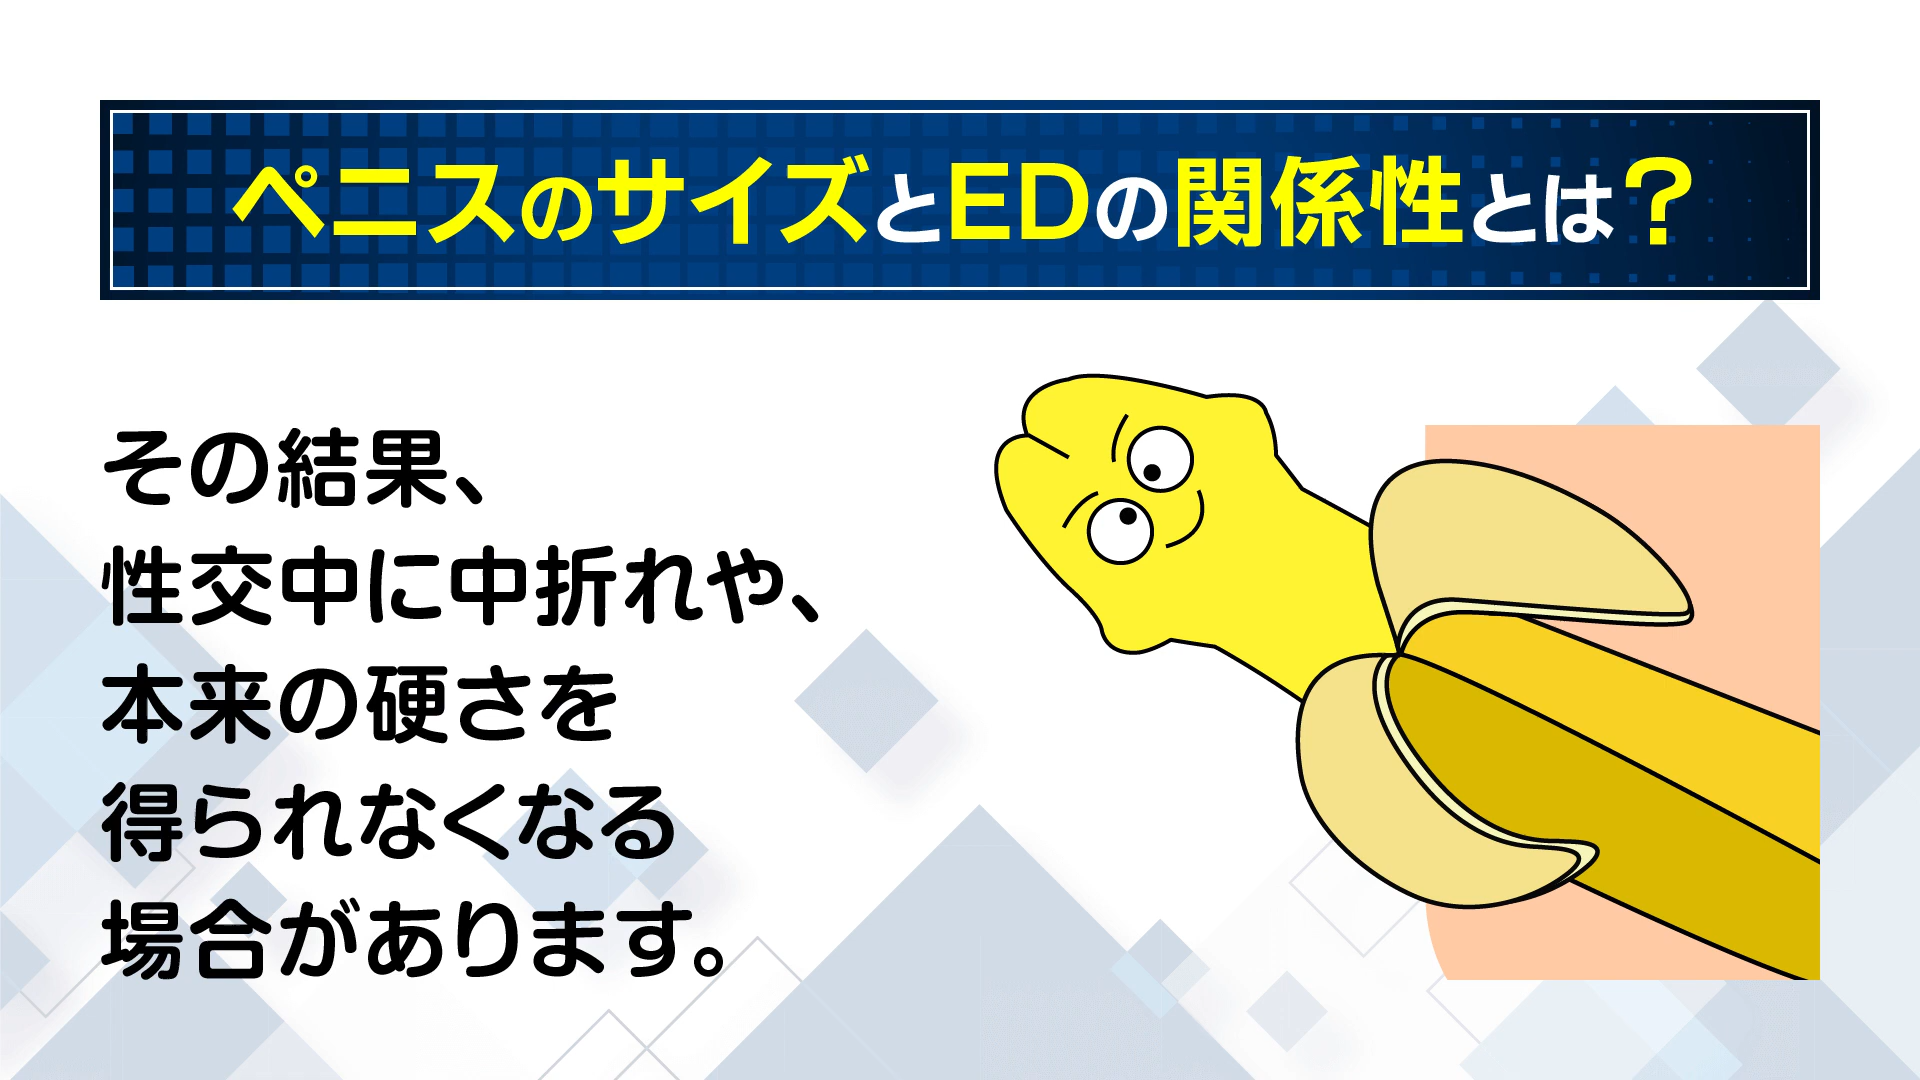 ペニスのサイズとEDの関係性とは？
その結果、
性交中に中折れや、
本来の硬さを
得られなくなる
場合があります。